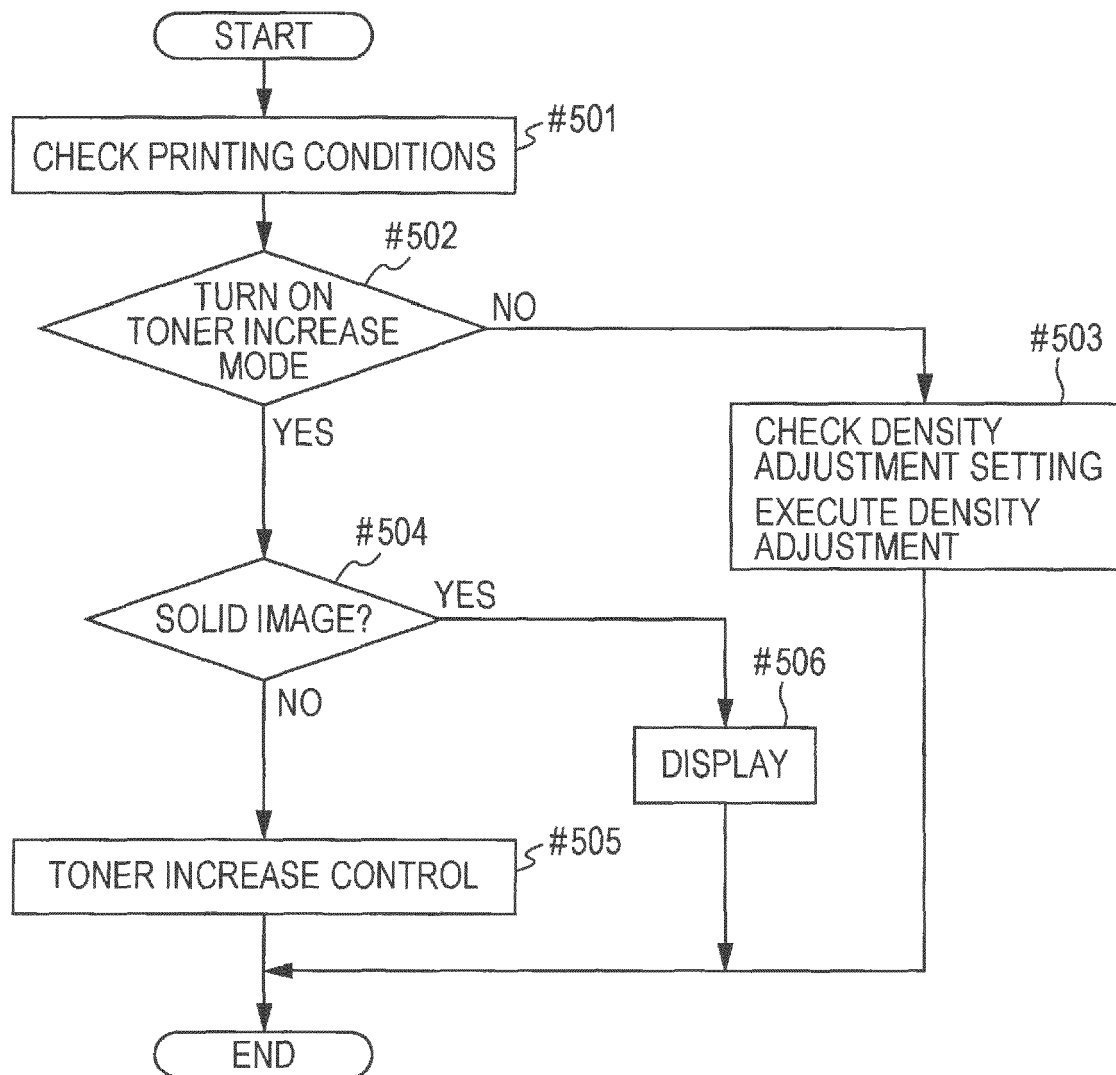 START
#501
CHECK PRINTING CONDITIONS
#502
TURN ON
TONER INCREASE
MODE
NO
YES
#503
CHECK DENSITY
ADJUSTMENT SETTING
EXECUTE DENSITY
ADJUSTMENT
#504
SOLID IMAGE?
YES
NO
#506
DISPLAY
#505
TONER INCREASE CONTROL
END